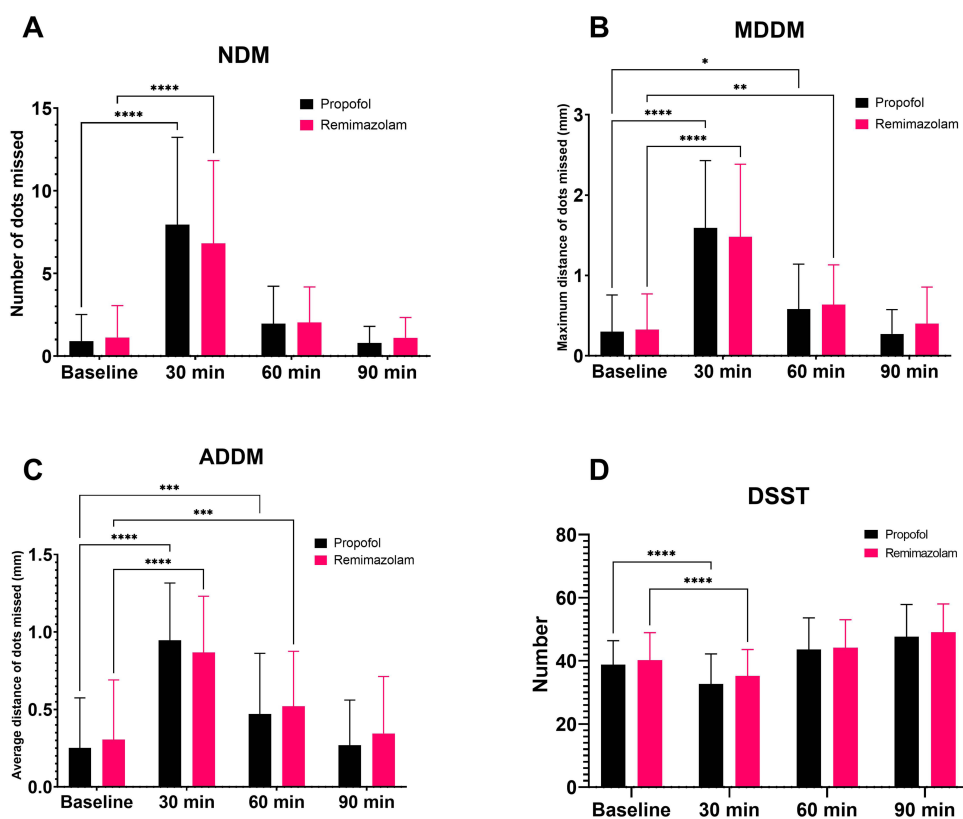 A
NDM
****
****
Propofol
Remimazolam
Number of dots missed
15
10
5
0
Baseline 30 min 60 min 90 min
B
MDDM
*
**
****
****
Propofol
Remimazolam
Maximum distance of dots missed (mm)
3
2
1
0
Baseline 30 min 60 min 90 min
C
ADDM
***
***
****
****
Propofol
Remimazolam
Average distance of dots missed (mm)
1.5
1.0
0.5
0.0
Baseline 30 min 60 min 90 min
D
DSST
****
****
Propofol
Remimazolam
Number
80
60
40
20
0
Baseline 30 min 60 min 90 min